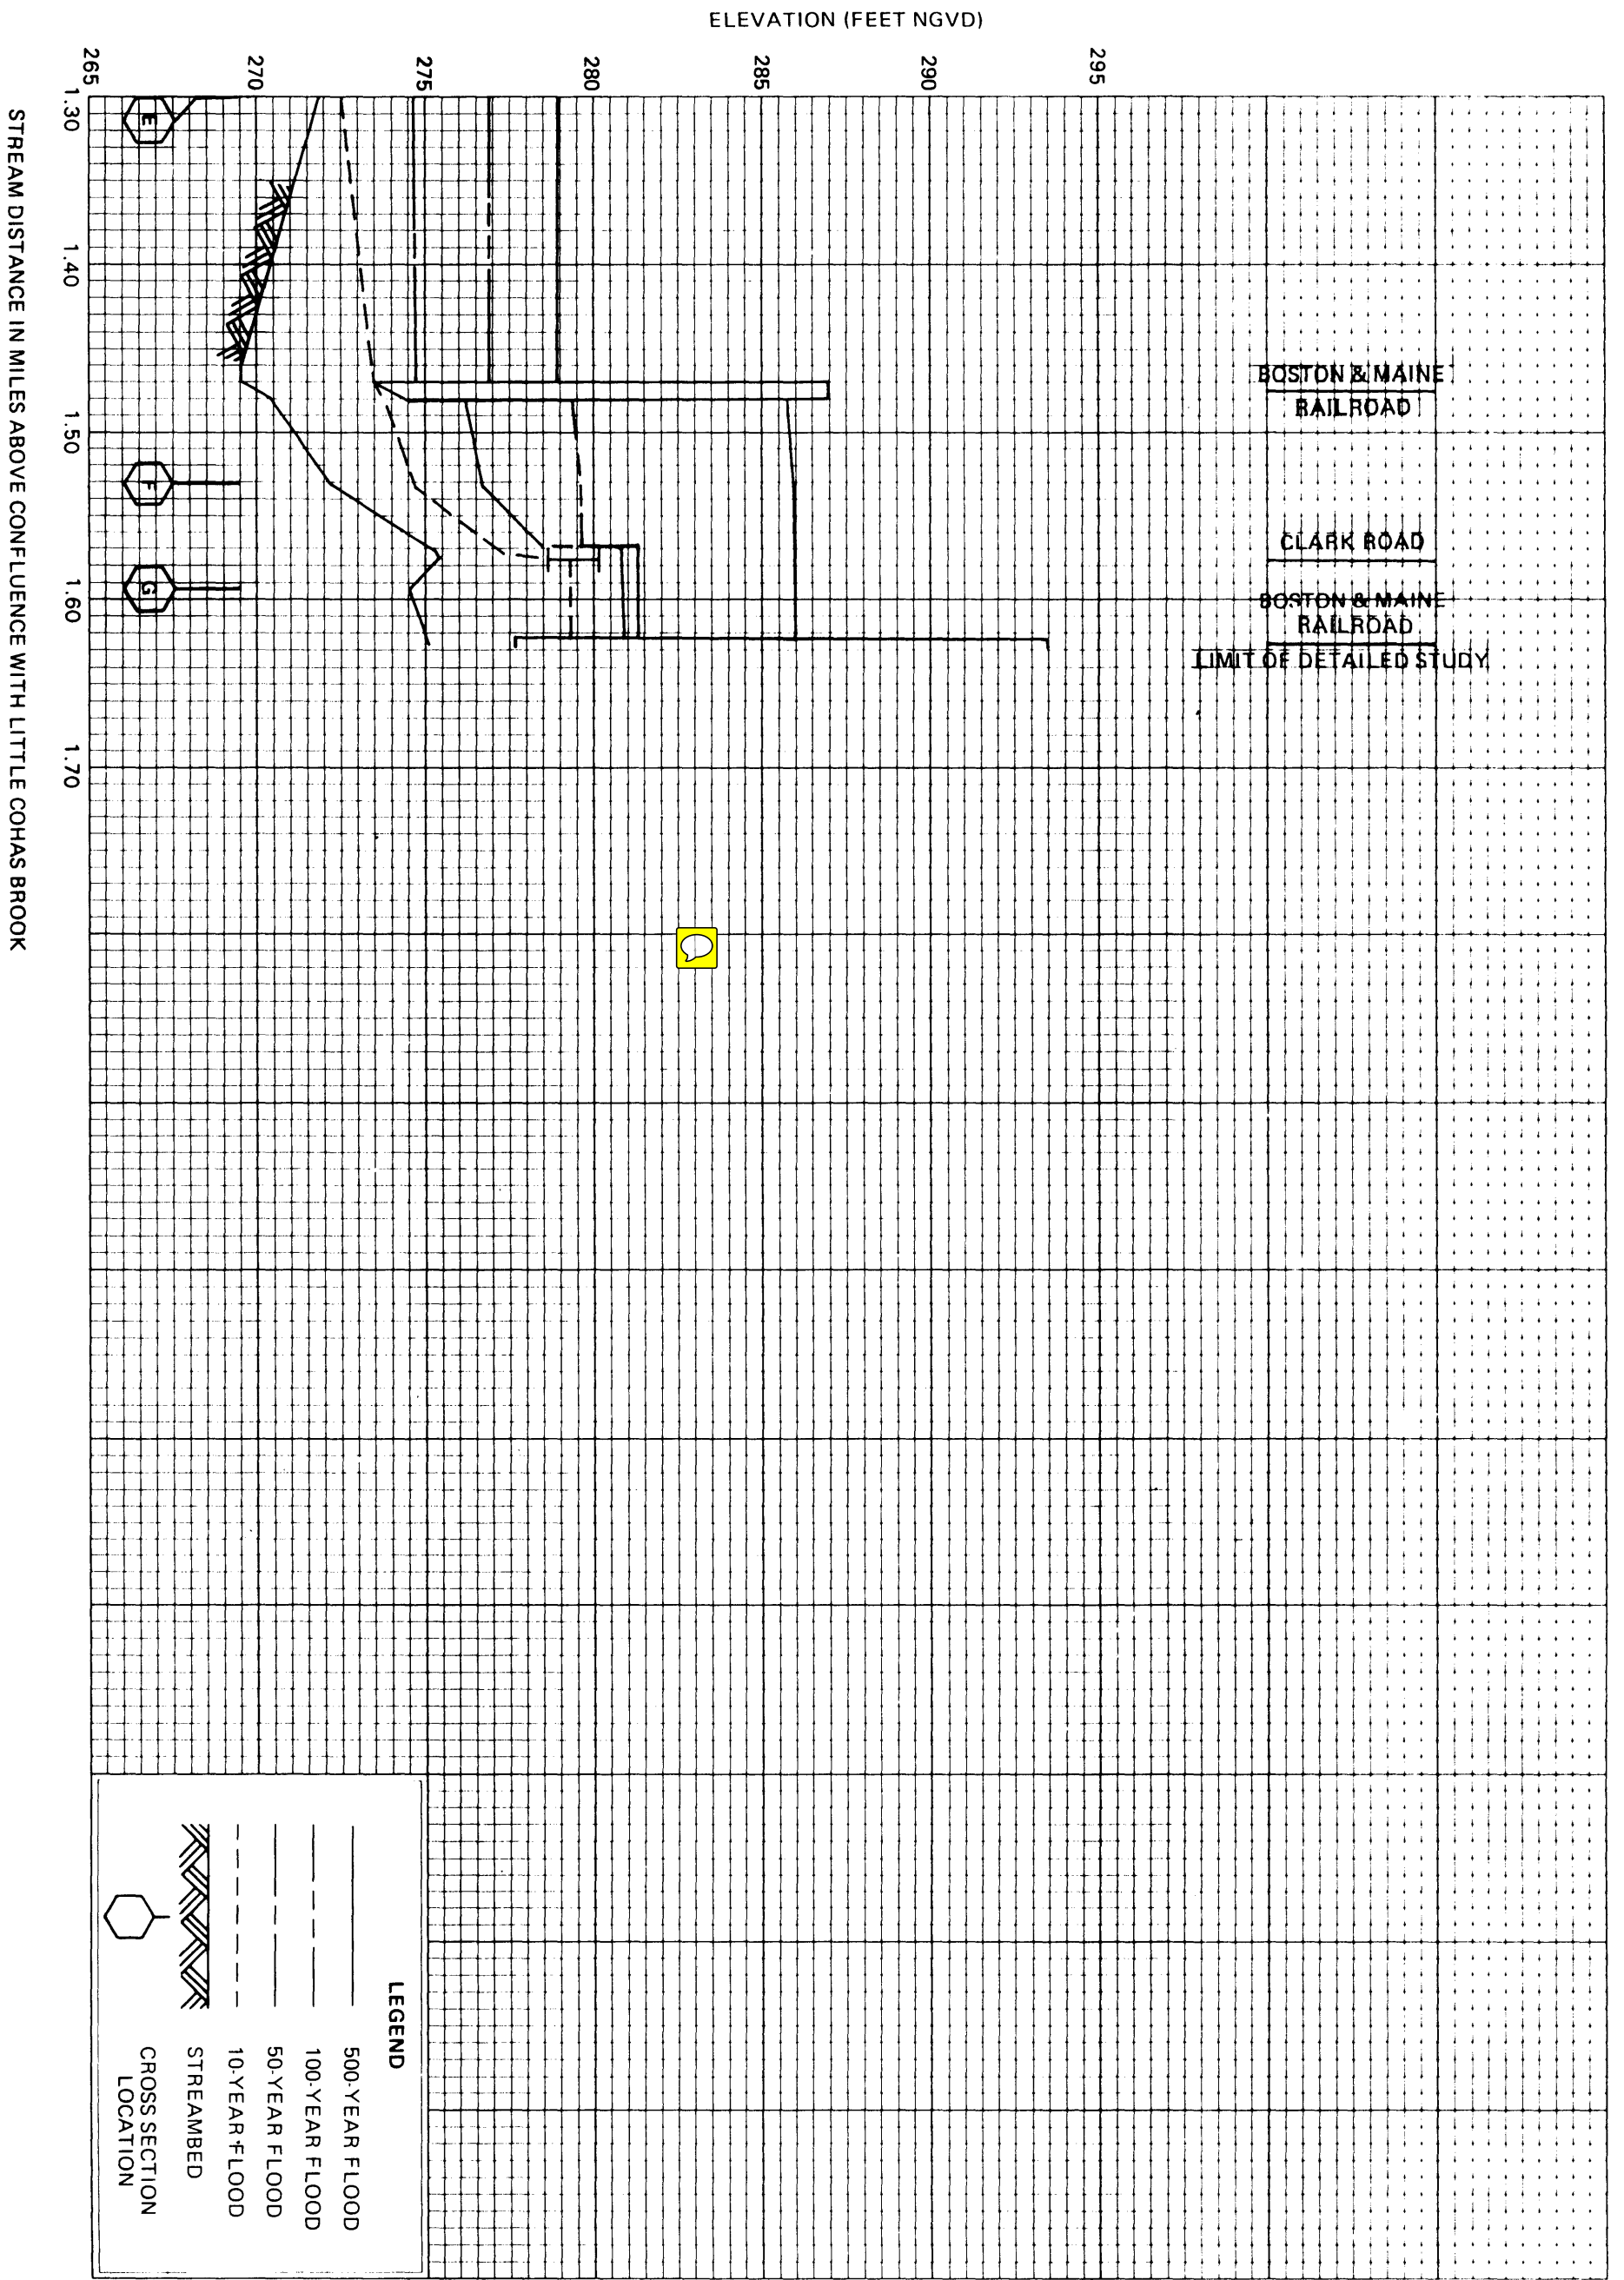 ELEVATION (FEET NGVD)
295
290
285
280
275
270
265
1.30
1.40
1.50
1.60
1.70
STREAM DISTANCE IN MILES ABOVE CONFLUENCE WITH LITTLE COHAS BROOK
BOSTON & MAINE
RAILROAD
CLARK ROAD
BOSTON & MAINE
RAILROAD
LIMIT OF DETAILED STUDY
E
F
G
LEGEND
500-YEAR FLOOD
100-YEAR FLOOD
50-YEAR FLOOD
10-YEAR FLOOD
STREAMBED
CROSS SECTION
LOCATION